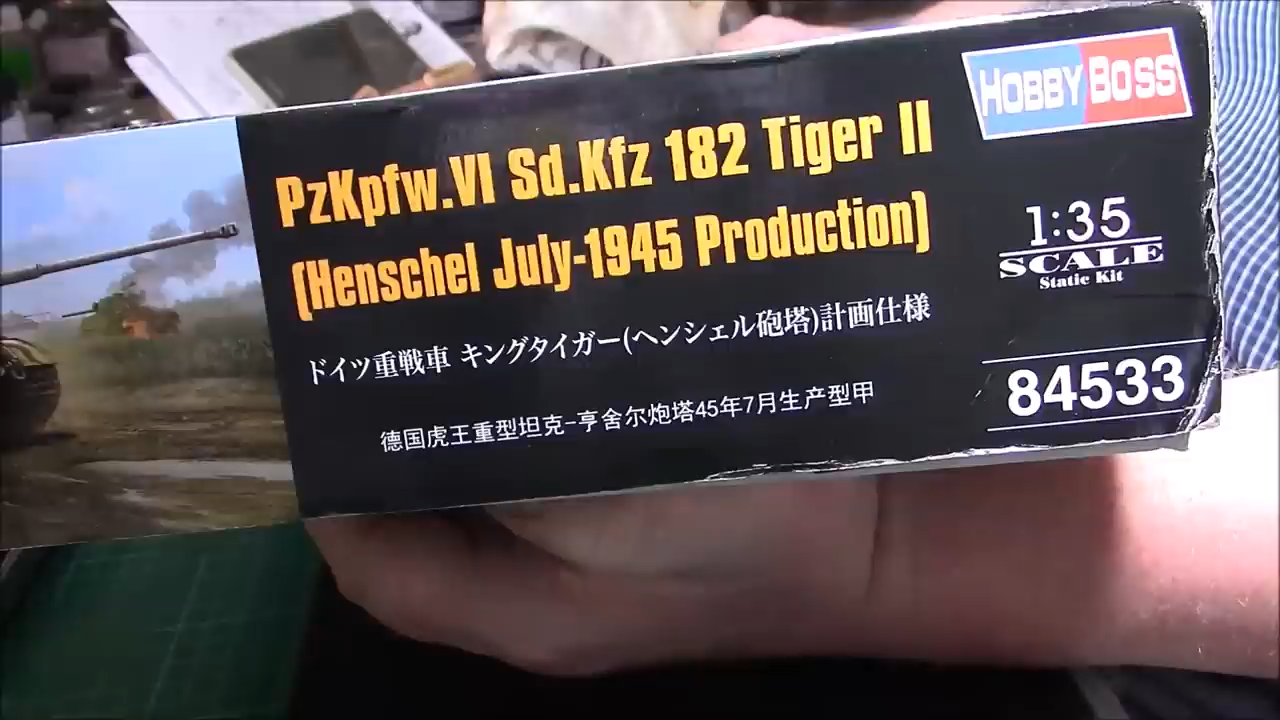 HOBBY BOSS
PzKpfw.VI Sd.Kfz 182 Tiger II
(Henschel July-1945 Production)
ドイツ重戦車 キングタイガー(ヘンシェル砲塔)計画仕様
德国虎王重型坦克-亨舍尔炮塔45年7月生产型甲
1:35
SCALE
Static Kit
84533